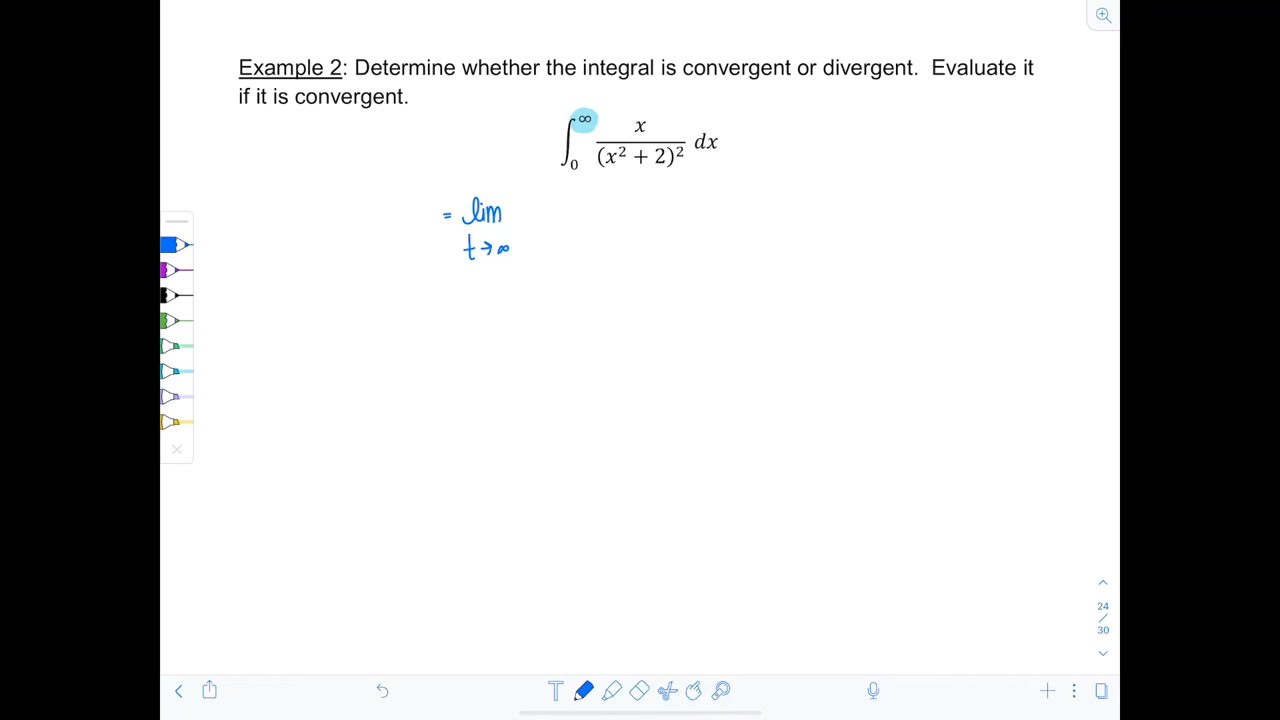 Example 2: Determine whether the integral is convergent or divergent. Evaluate it
if it is convergent.
∫₀^∞ x/(x² + 2)² dx
= lim
t→∞
24
/
30
T